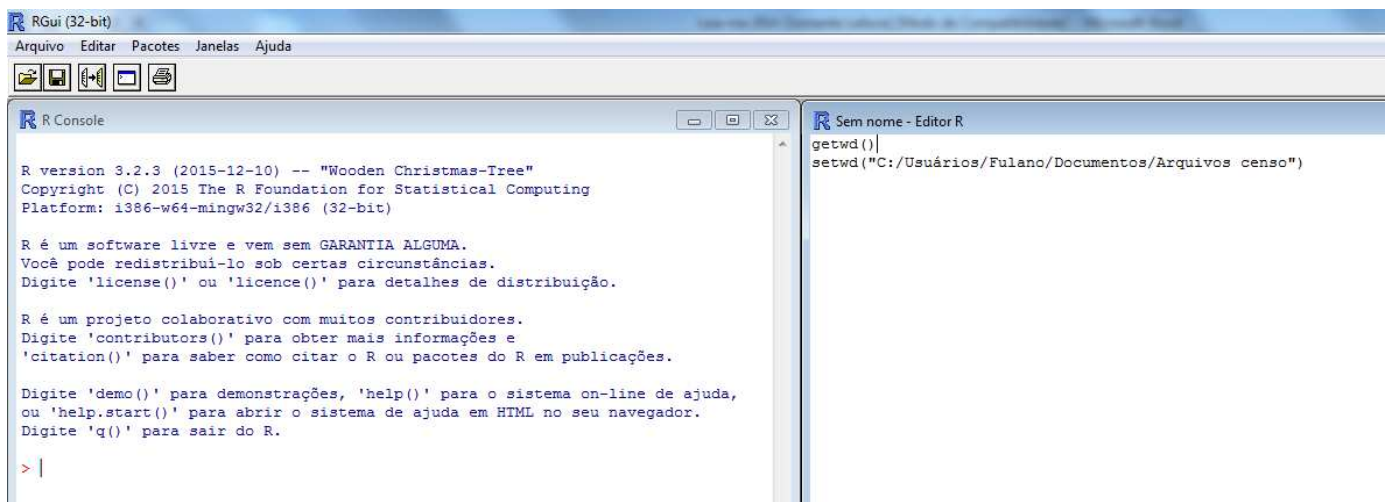 RGui (32-bit)
Arquivo Editar Pacotes Janelas Ajuda
R Console
R version 3.2.3 (2015-12-10) -- "Wooden Christmas-Tree"
Copyright (C) 2015 The R Foundation for Statistical Computing
Platform: i386-w64-mingw32/i386 (32-bit)
R é um software livre e vem sem GARANTIA ALGUMA.
Você pode redistribuí-lo sob certas circunstâncias.
Digite 'license()' ou 'licence()' para detalhes de distribuição.
R é um projeto colaborativo com muitos contribuidores.
Digite 'contributors()' para obter mais informações e
'citation()' para saber como citar o R ou pacotes do R em publicações.
Digite 'demo()' para demonstrações, 'help()' para o sistema on-line de ajuda,
ou 'help.start()' para abrir o sistema de ajuda em HTML no seu navegador.
Digite 'q()' para sair do R.
>
Sem nome - Editor R
getwd()
setwd("C:/Usuários/Fulano/Documentos/Arquivos censo")